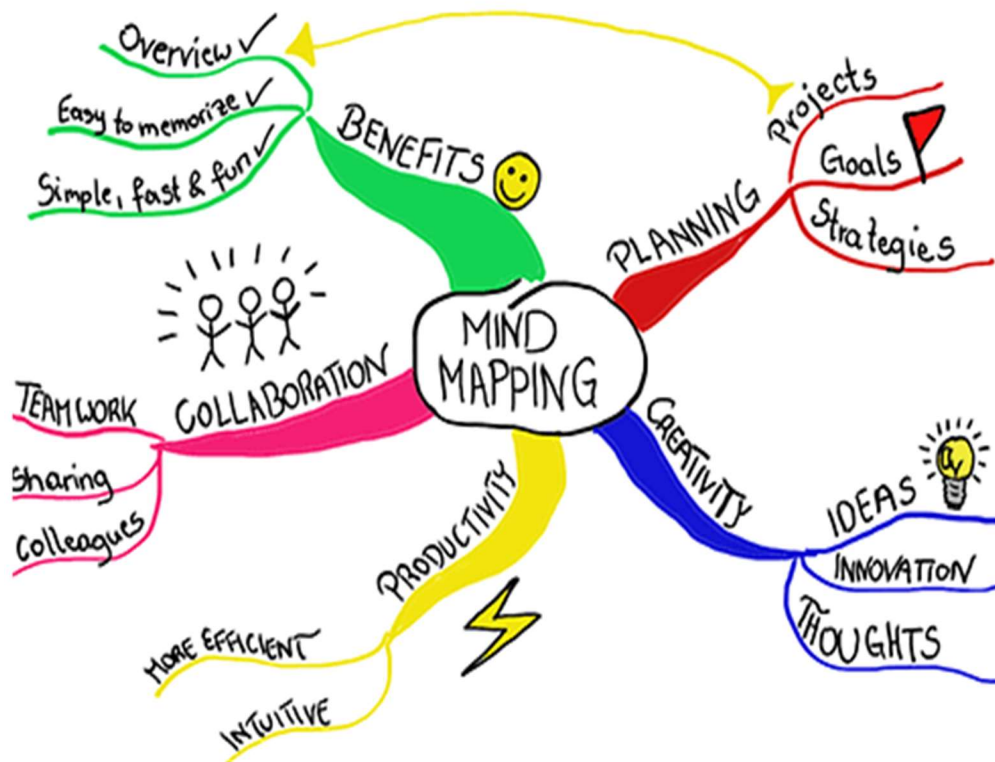 MIND
MAPPING
BENEFITS
Overview
Easy to memorize
Simple, fast & fun
PLANNING
Projects
Goals
Strategies
CREATIVITY
IDEAS
INNOVATION
THOUGHTS
PRODUCTIVITY
MORE EFFICIENT
INTUITIVE
COLLABORATION
TEAMWORK
Sharing
Colleagues